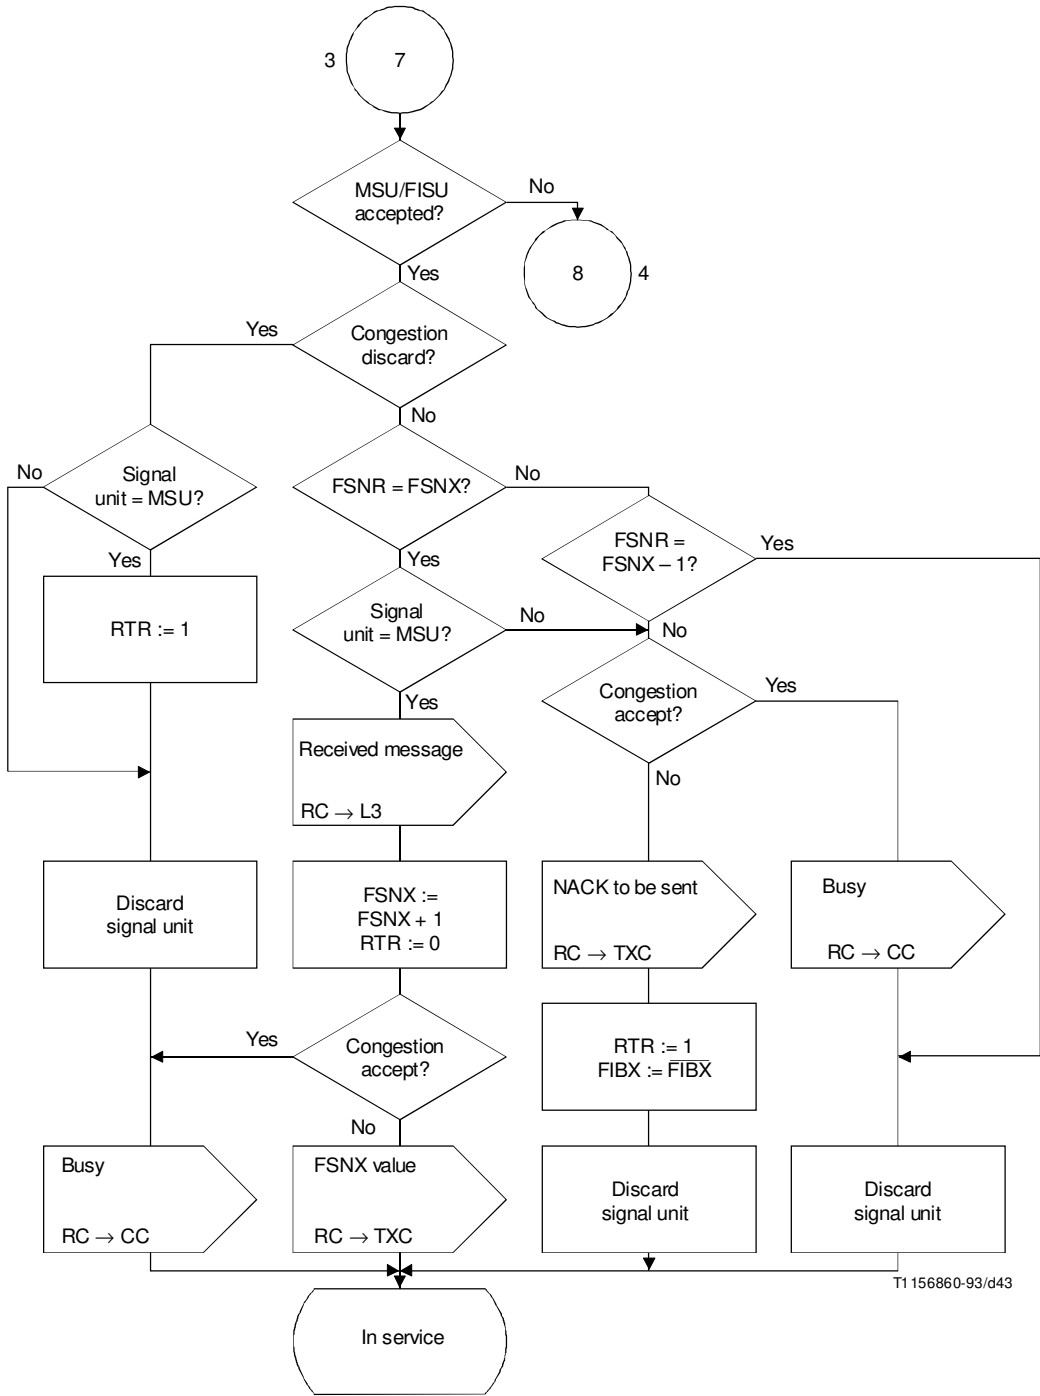 3
7
MSU/FISU
accepted?
No
8
4
Yes
Congestion
discard?
Yes
No
Signal
unit = MSU?
No
Yes
FSNR = FSNX?
No
Yes
FSNR =
FSNX – 1?
Yes
No
RTR := 1
Signal
unit = MSU?
No
Yes
Congestion
accept?
Yes
No
Received message
RC → L3
Discard
signal unit
FSNX :=
FSNX + 1
RTR := 0
NACK to be sent
RC → TXC
Busy
RC → CC
Congestion
accept?
Yes
No
RTR := 1
FIBX := F̅I̅B̅X̅
Busy
RC → CC
FSNX value
RC → TXC
Discard
signal unit
Discard
signal unit
T1156860-93/d43
In service